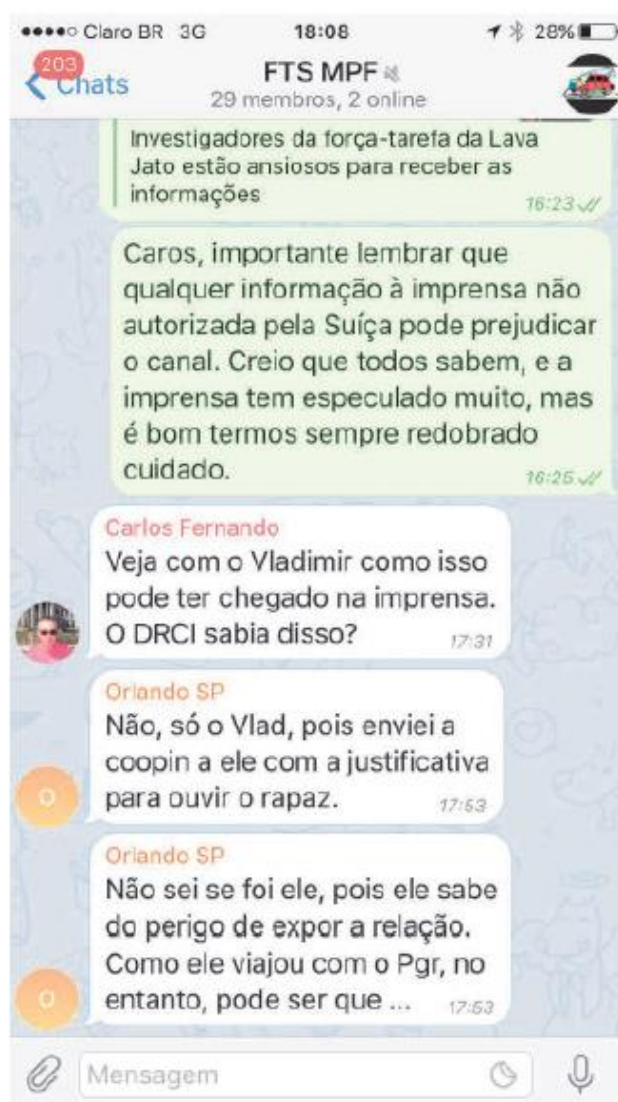 Claro BR 3G 18:08 28%
203
Chats
FTS MPF
29 membros, 2 online
Investigadores da força-tarefa da Lava
Jato estão ansiosos para receber as
informações
16:23
Caros, importante lembrar que
qualquer informação à imprensa não
autorizada pela Suíça pode prejudicar
o canal. Creio que todos sabem, e a
imprensa tem especulado muito, mas
é bom termos sempre redobrado
cuidado.
16:25
Carlos Fernando
Veja com o Vladimir como isso
pode ter chegado na imprensa.
O DRCI sabia disso?
17:31
Orlando SP
Não, só o Vlad, pois enviei a
coopin a ele com a justificativa
O para ouvir o rapaz.
17:53
Orlando SP
Não sei se foi ele, pois ele sabe
do perigo de expor a relação.
Como ele viajou com o Pgr, no
O entanto, pode ser que ...
17:53
Mensagem